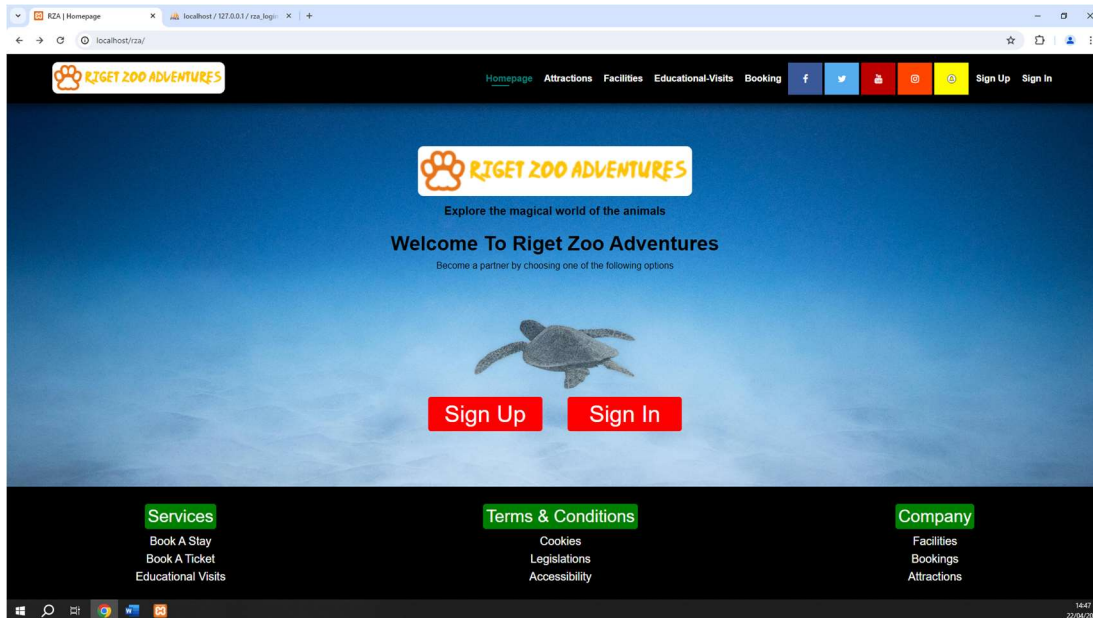 RZA | Homepage
localhost / 127.0.0.1 / rza_login
localhost/rza/
RIGET ZOO ADVENTURES
Homepage Attractions Facilities Educational-Visits Booking Sign Up Sign In
RIGET ZOO ADVENTURES
Explore the magical world of the animals
Welcome To Riget Zoo Adventures
Become a partner by choosing one of the following options
Sign Up Sign In
Services Terms & Conditions Company
Book A Stay Cookies Facilities
Book A Ticket Legislations Bookings
Educational Visits Accessibility Attractions
14:47
22/04/20